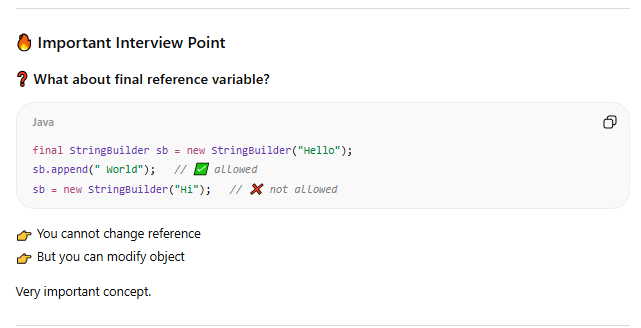 🔥 Important Interview Point
❓ What about final reference variable?
Java
final StringBuilder sb = new StringBuilder("Hello");
sb.append(" World");   // ✅ allowed
sb = new StringBuilder("Hi");   // ❌ not allowed
👉 You cannot change reference
👉 But you can modify object
Very important concept.